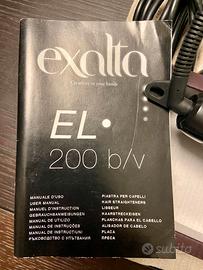 exalta
Creativity in your hands
EL•
200 b/v
MANUALE D'USO
USER MANUAL
MANUEL D'INSTRUCTION
GEBRAUCHSANWEISUNGEN
MANUAL DE UTILIZO
MANUAL DE INSTRUÇÕES
MANUAL DE INSTRUCTIUNI
PIASTRA PER CAPELLI
HAIR STRAIGHTENERS
LISSEUR
HAARSTRECKEISEN
PLANCHAS PARA EL CABELLO
ALISADOR DE CABELO
PLACA
ПРЕСА
subito